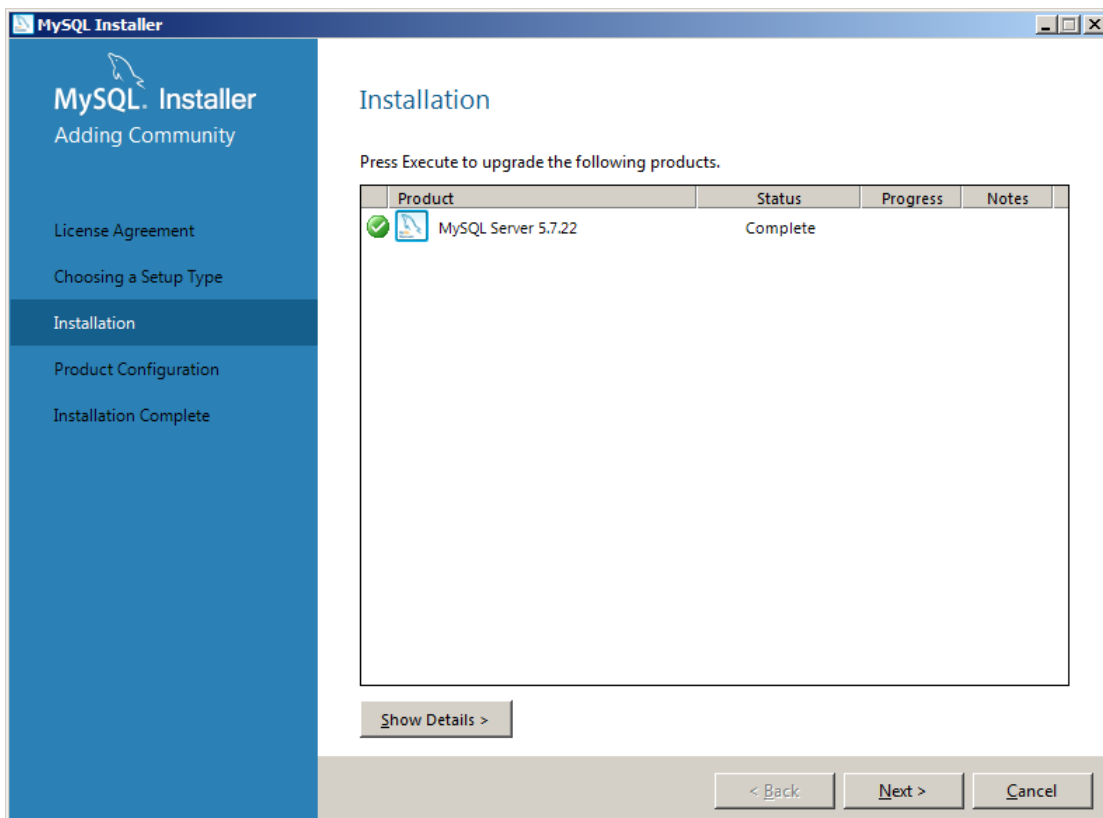 MySQL Installer
MySQL. Installer
Adding Community
License Agreement
Choosing a Setup Type
Installation
Product Configuration
Installation Complete
Installation
Press Execute to upgrade the following products.
Product Status Progress Notes
MySQL Server 5.7.22 Complete
Show Details >
< Back Next > Cancel